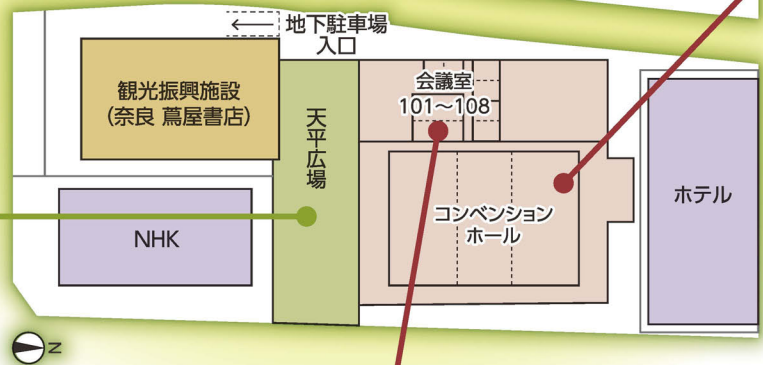 地下駐車場
入口
観光振興施設
(奈良 蔦屋書店)
天平広場
会議室
101〜108
コンベンション
ホール
ホテル
NHK
N